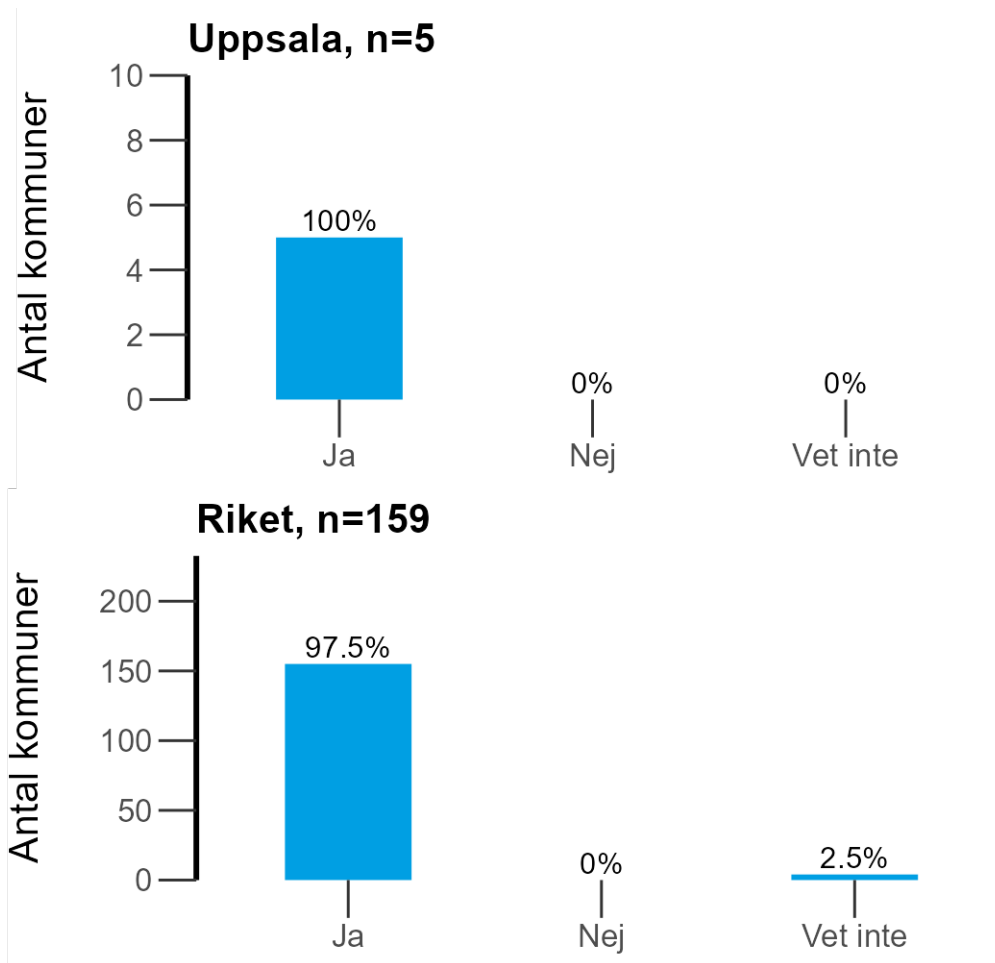 Uppsala, n=5
Antal kommuner
10
8
6
4
2
0
100%
0%
0%
Ja
Nej
Vet inte
Riket, n=159
Antal kommuner
200
150
100
50
0
97.5%
0%
2.5%
Ja
Nej
Vet inte